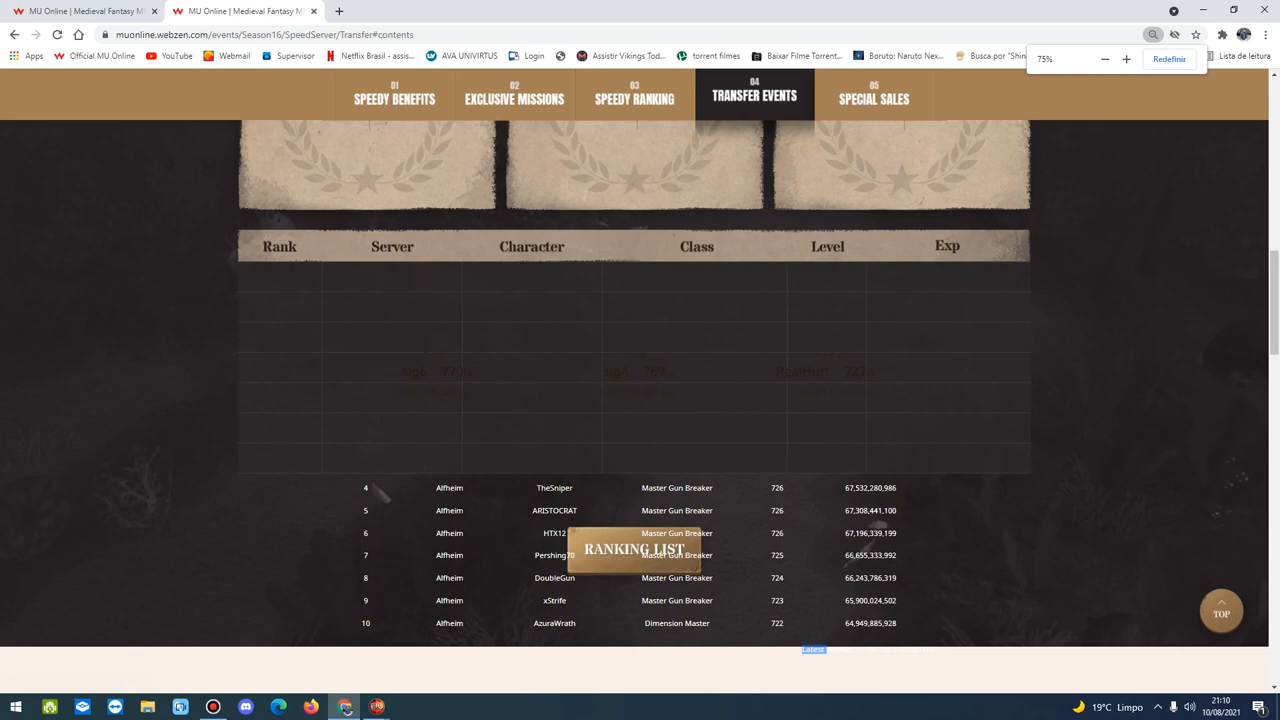 MU Online | Medieval Fantasy M
MU Online | Medieval Fantasy M
muonline.webzen.com/events/Season16/SpeedServer/Transfer#contents
Apps
Official MU Online
YouTube
Webmail
Supervisor
Netflix Brasil - assis...
AVA UNIVIRTUS
Login
Assistir Vikings Tod...
torrent filmes
Baixar Filme Torrent...
Boruto: Naruto Nex...
Busca por "Shin
Lista de leitura
75%
Redefinir
01
SPEEDY BENEFITS
02
EXCLUSIVE MISSIONS
03
SPEEDY RANKING
04
TRANSFER EVENTS
05
SPECIAL SALES
Rank Server Character Class Level Exp
sig6 770
sig4 769
RealHurt 727
4 Alfheim TheSniper Master Gun Breaker 726 67,532,280,986
5 Alfheim ARISTOCRAT Master Gun Breaker 726 67,308,441,100
6 Alfheim HTX12 Master Gun Breaker 726 67,196,339,199
RANKING LIST
7 Alfheim Pershing70 Master Gun Breaker 725 66,655,333,992
8 Alfheim DoubleGun Master Gun Breaker 724 66,243,786,319
9 Alfheim xStrife Master Gun Breaker 723 65,900,024,502
10 Alfheim AzuraWrath Dimension Master 722 64,949,885,928
TOP
Latest
19°C Limpo
21:10
10/08/2021